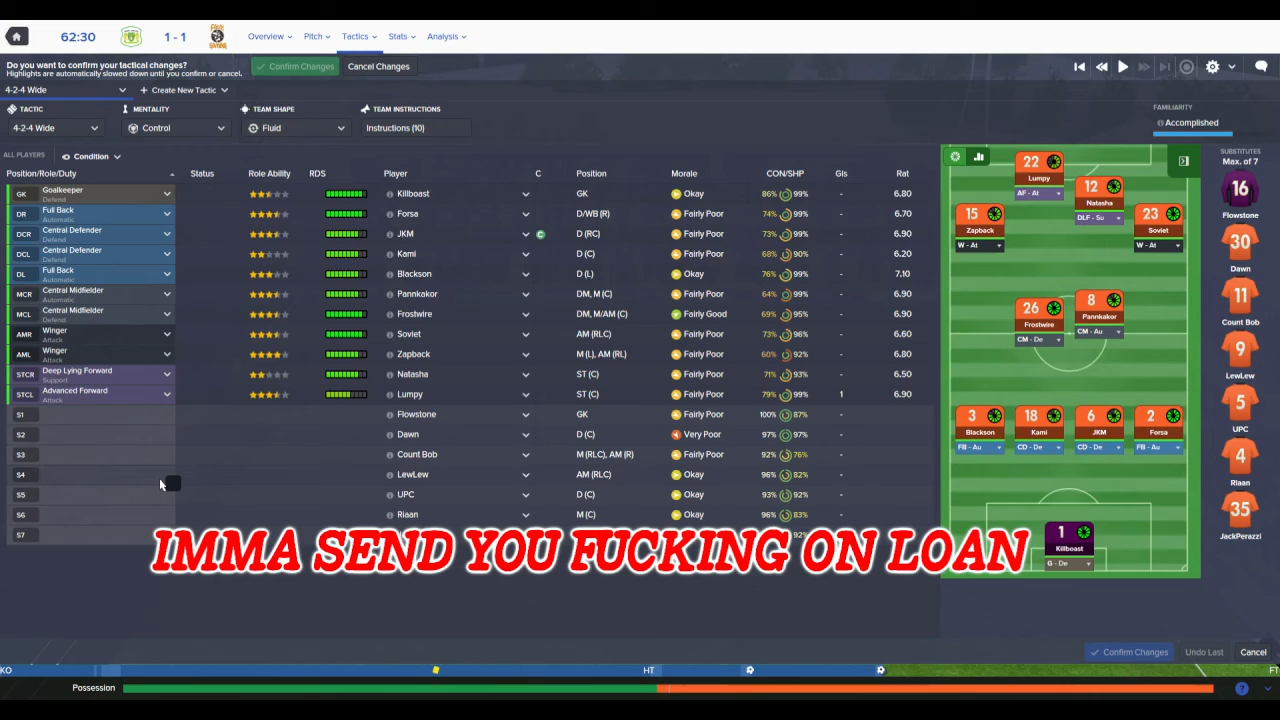 62:30 1 - 1 Overview Pitch Tactics Stats Analysis
Do you want to confirm your tactical changes?
Highlights are automatically slowed down until you confirm or cancel.
Confirm Changes Cancel Changes
4-2-4 Wide + Create New Tactic
TACTIC MENTALITY TEAM SHAPE TEAM INSTRUCTIONS
4-2-4 Wide Control Fluid Instructions (10)
FAMILIARITY
Accomplished
ALL PLAYERS Condition
Position/Role/Duty Status Role Ability RDS Player C Position Morale CON/SHP Gls Rat
GK Goalkeeper Defend Killboast GK Okay 86% 99% - 6.80
DR Full Back Automatic Forsa D/WB (R) Fairly Poor 74% 99% - 6.70
DCR Central Defender Defend JKM C D (RC) Fairly Poor 73% 99% - 6.90
DCL Central Defender Defend Kami D (C) Fairly Poor 68% 90% - 6.20
DL Full Back Automatic Blackson D (L) Okay 76% 99% - 7.10
MCR Central Midfielder Automatic Pannkakor DM, M (C) Fairly Poor 64% 99% - 6.90
MCL Central Midfielder Defend Frostwire DM, M/AM (C) Fairly Good 69% 95% - 6.90
AMR Winger Attack Soviet AM (RLC) Fairly Poor 73% 96% - 6.60
AML Winger Attack Zapback M (L), AM (RL) Fairly Poor 60% 92% - 6.80
STCR Deep Lying Forward Support Natasha ST (C) Fairly Poor 71% 93% - 6.50
STCL Advanced Forward Attack Lumpy ST (C) Fairly Poor 79% 99% 1 6.90
S1 Flowstone GK Fairly Poor 100% 87% -
S2 Dawn D (C) Very Poor 97% 97% -
S3 Count Bob M (RLC), AM (R) Fairly Poor 92% 76% -
S4 LewLew AM (RLC) Okay 96% 82% -
S5 UPC D (C) Okay 93% 92% -
S6 Riaan M (C) Okay 96% 83% -
S7
IMMA SEND YOU FUCKING ON LOAN
22
Lumpy
AF - At
12
Natasha
DLF - Su
15
Zapback
W - At
23
Soviet
W - At
26
Frostwire
CM - De
8
Pannkakor
CM - Au
3
Blackson
FB - Au
18
Kami
CD - De
6
JKM
CD - De
2
Forsa
FB - Au
1
Killboast
G - De
SUBSTITUTES
Max. of 7
16
Flowstone
30
Dawn
11
Count Bob
9
LewLew
5
UPC
4
Riaan
35
JackPerazzi
Confirm Changes Undo Last Cancel
KO HT FT
Possession